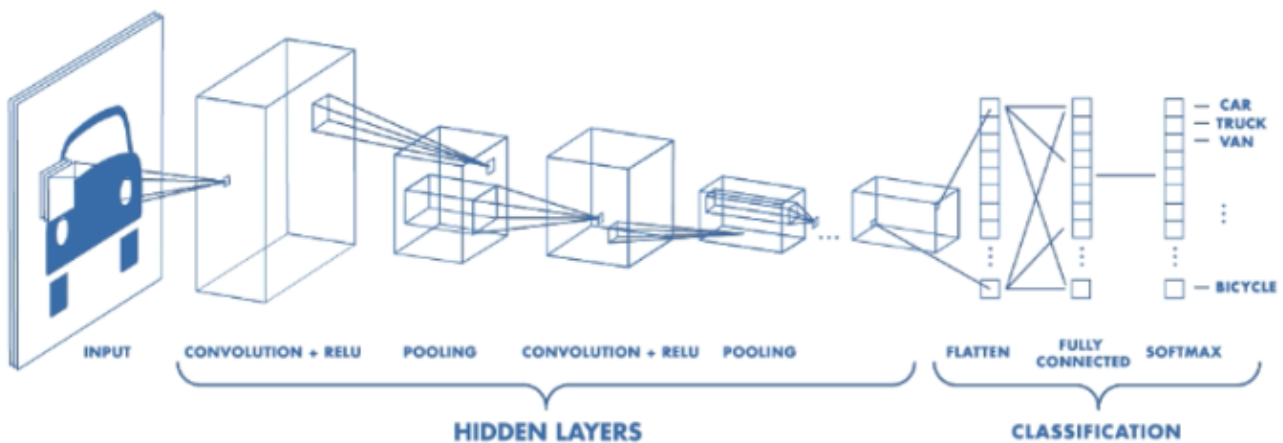 CAR
TRUCK
VAN
BICYCLE
INPUT
CONVOLUTION + RELU
POOLING
CONVOLUTION + RELU
POOLING
FLATTEN
FULLY
CONNECTED
SOFTMAX
HIDDEN LAYERS
CLASSIFICATION